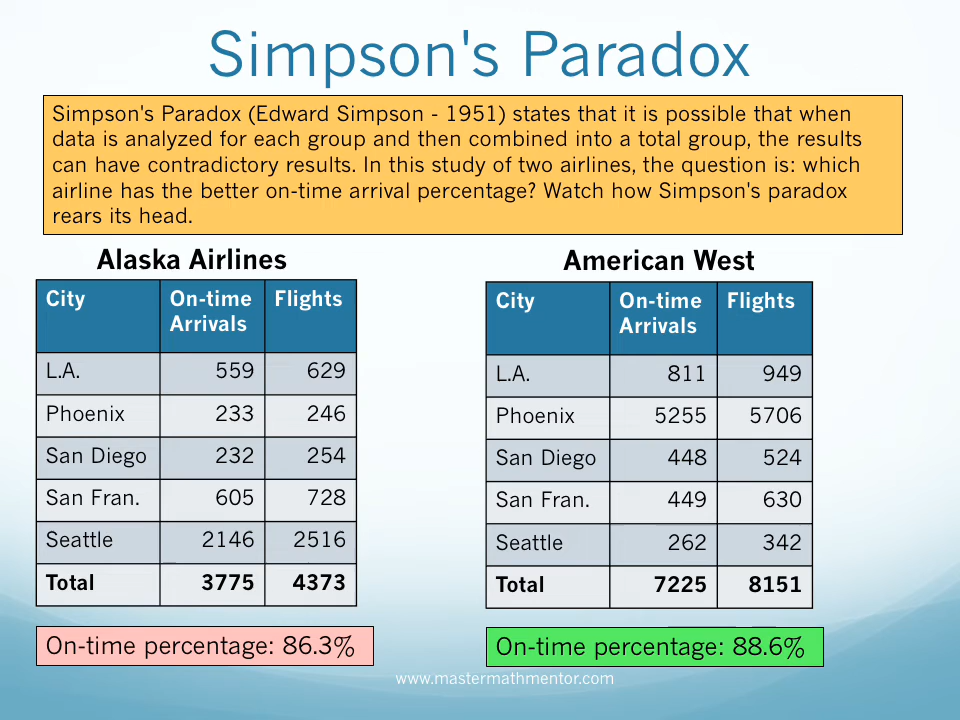 Simpson's Paradox
Simpson's Paradox (Edward Simpson - 1951) states that it is possible that when
data is analyzed for each group and then combined into a total group, the results
can have contradictory results. In this study of two airlines, the question is: which
airline has the better on-time arrival percentage? Watch how Simpson's paradox
rears its head.
Alaska Airlines
City On-time Arrivals Flights
L.A. 559 629
Phoenix 233 246
San Diego 232 254
San Fran. 605 728
Seattle 2146 2516
Total 3775 4373
On-time percentage: 86.3%
American West
City On-time Arrivals Flights
L.A. 811 949
Phoenix 5255 5706
San Diego 448 524
San Fran. 449 630
Seattle 262 342
Total 7225 8151
On-time percentage: 88.6%
www.mastermathmentor.com